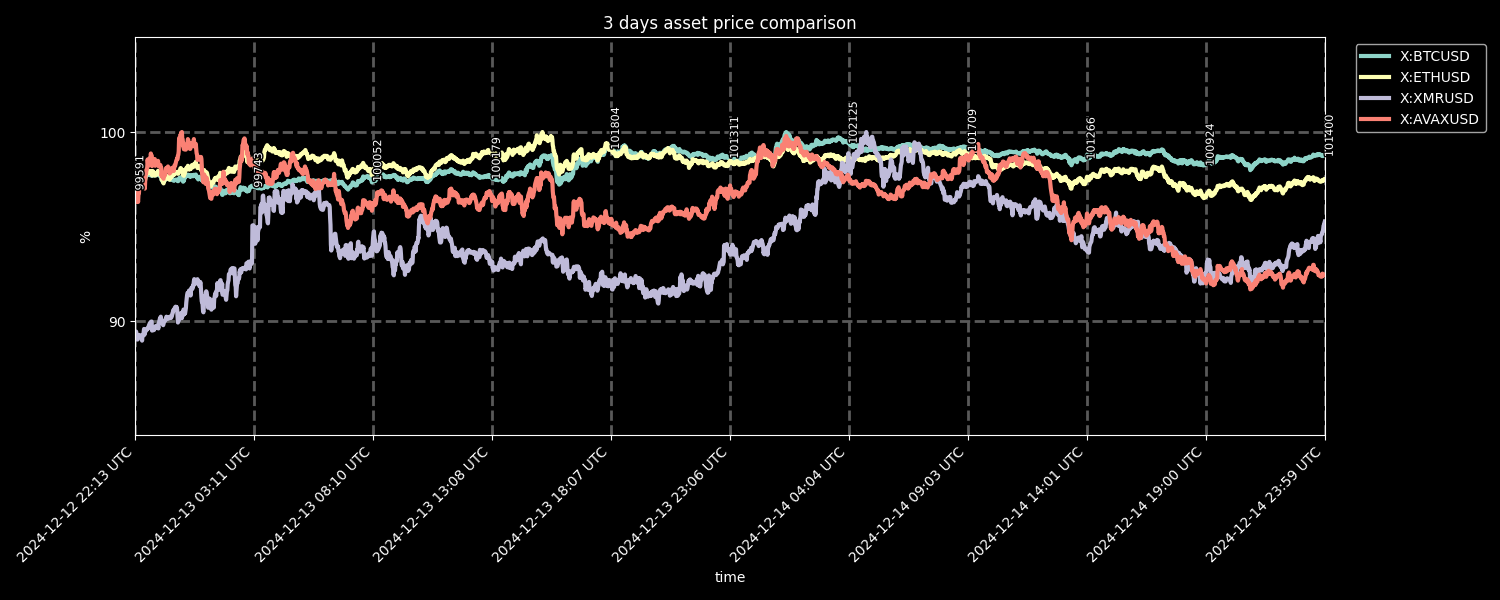 3 days asset price comparison
X:BTCUSD
X:ETHUSD
X:XMRUSD
X:AVAXUSD
100
90
%
99591
99743
100052
100179
101804
101311
102125
101709
101266
100924
101400
2024-12-12 22:13 UTC
2024-12-13 03:11 UTC
2024-12-13 08:10 UTC
2024-12-13 13:08 UTC
2024-12-13 18:07 UTC
2024-12-13 23:06 UTC
2024-12-14 04:04 UTC
2024-12-14 09:03 UTC
2024-12-14 14:01 UTC
2024-12-14 19:00 UTC
2024-12-14 23:59 UTC
time